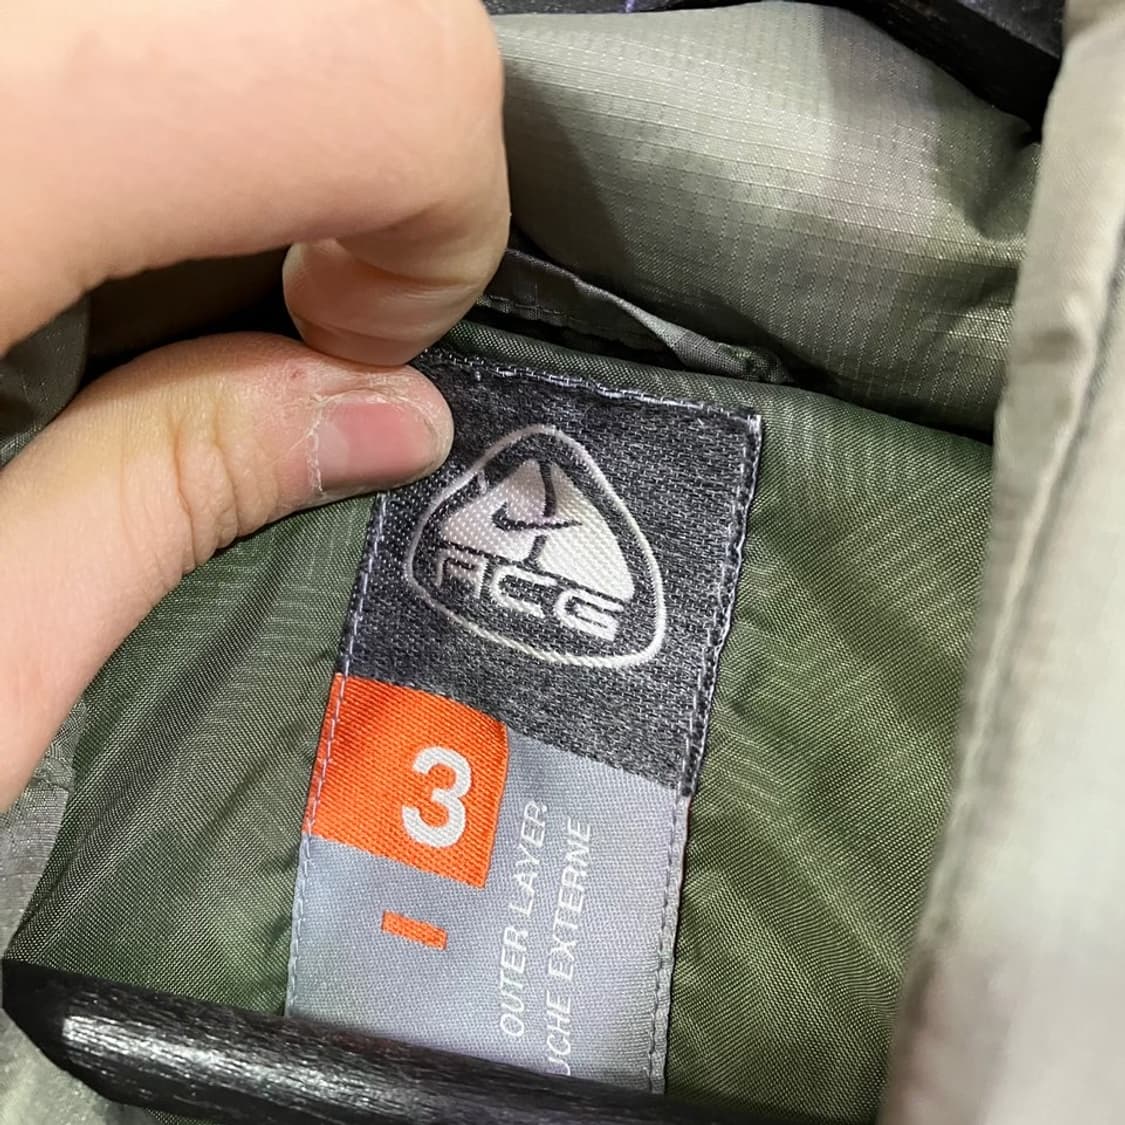 ACG
3
OUTER LAYER
UCHE EXTERNE